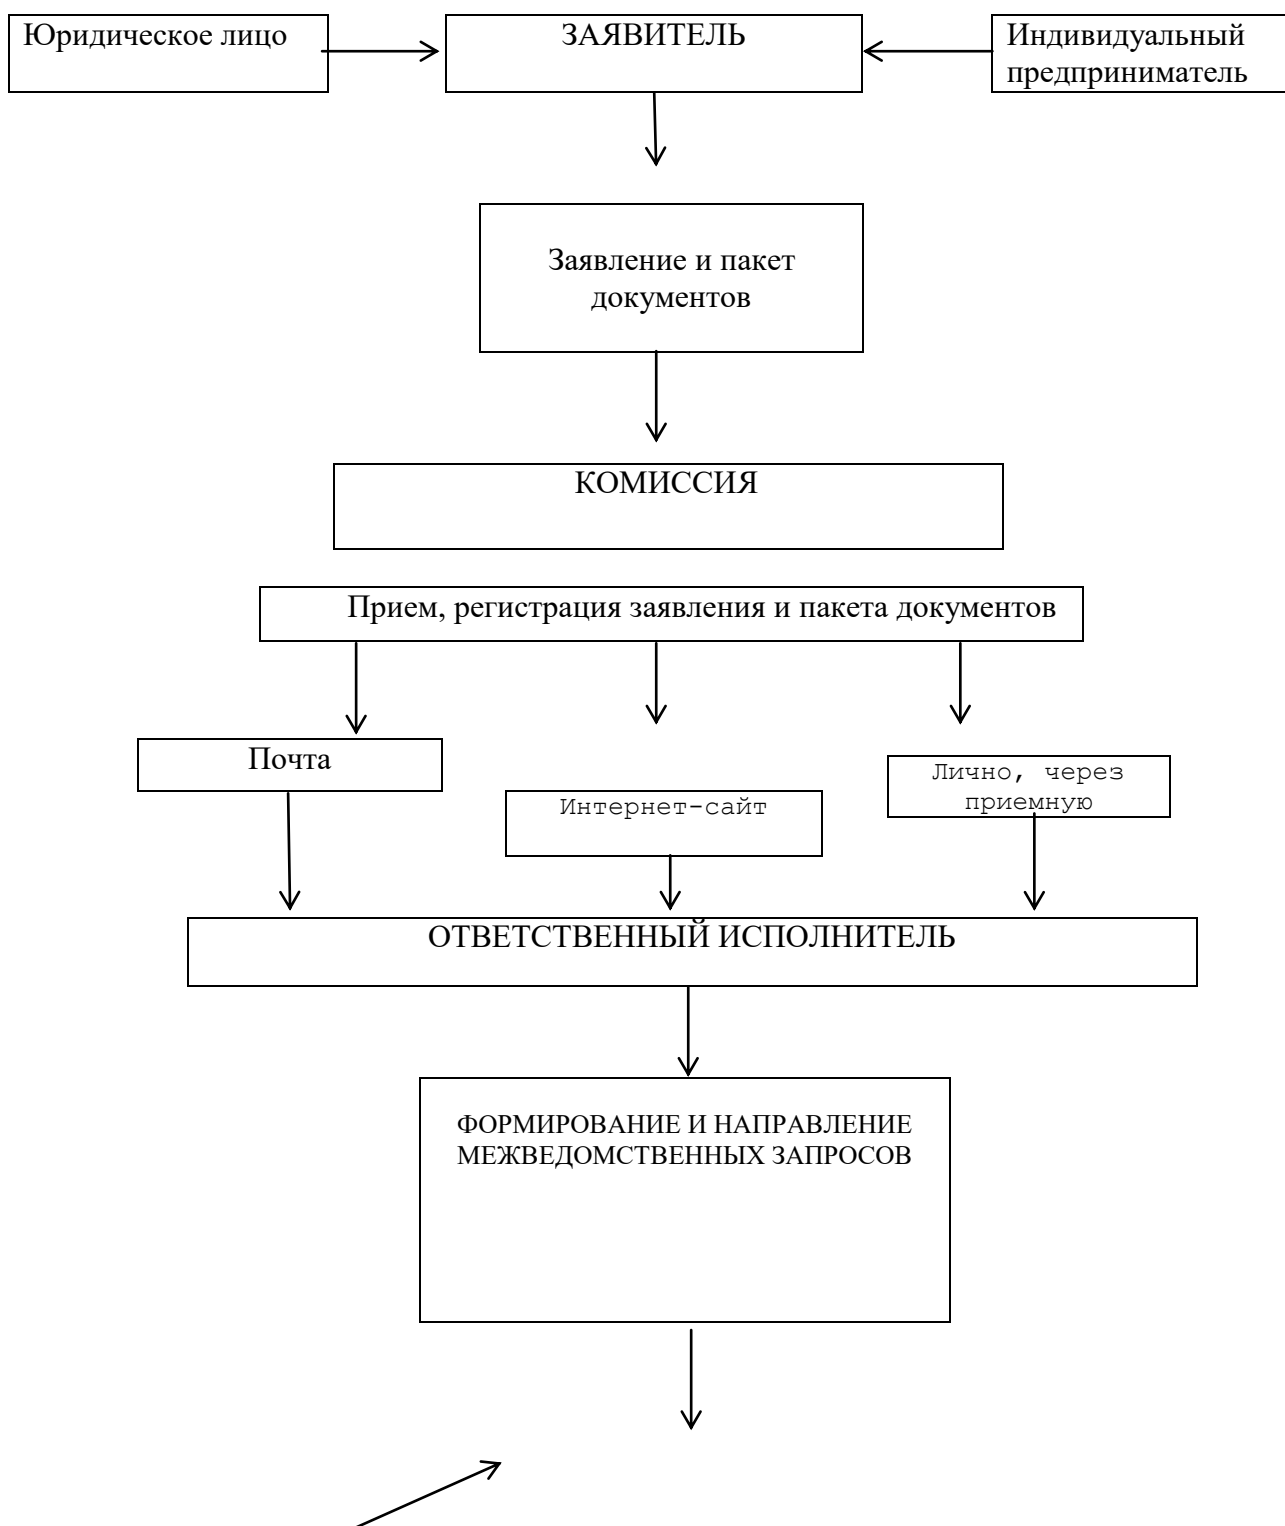 Юридическое лицо
ЗАЯВИТЕЛЬ
Индивидуальный
предприниматель
Заявление и пакет
документов
КОМИССИЯ
Прием, регистрация заявления и пакета документов
Почта
Интернет-сайт
Лично, через
приемную
ОТВЕТСТВЕННЫЙ ИСПОЛНИТЕЛЬ
ФОРМИРОВАНИЕ И НАПРАВЛЕНИЕ
МЕЖВЕДОМСТВЕННЫХ ЗАПРОСОВ